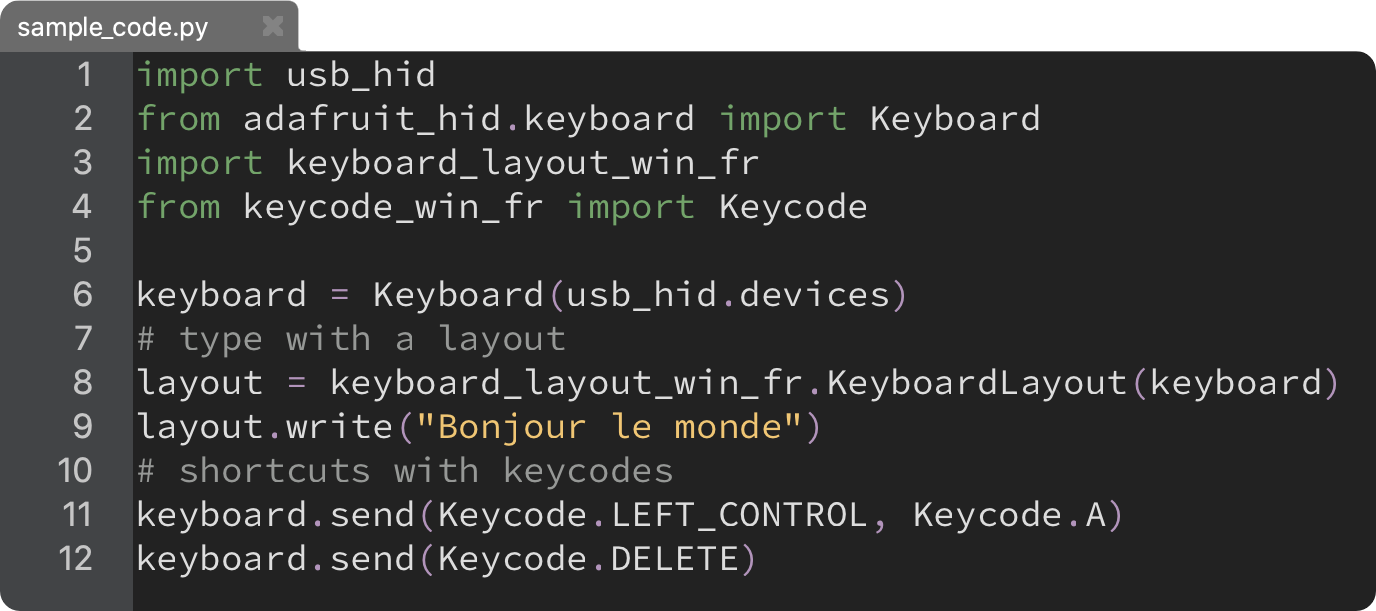 sample_code.py
1 import usb_hid
2 from adafruit_hid.keyboard import Keyboard
3 import keyboard_layout_win_fr
4 from keycode_win_fr import Keycode
5
6 keyboard = Keyboard(usb_hid.devices)
7 # type with a layout
8 layout = keyboard_layout_win_fr.KeyboardLayout(keyboard)
9 layout.write("Bonjour le monde")
10 # shortcuts with keycodes
11 keyboard.send(Keycode.LEFT_CONTROL, Keycode.A)
12 keyboard.send(Keycode.DELETE)